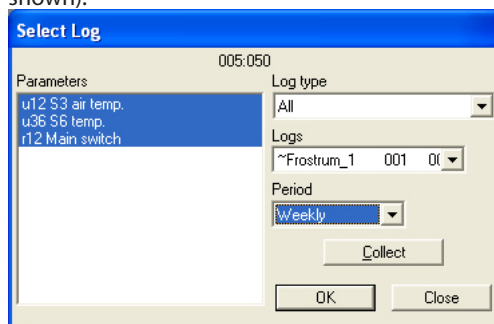 shown).
Select Log
005:050
Parameters
u12 S3 air temp.
u36 S6 temp.
r12 Main switch
Log type
All
Logs
~Frostrum_1 001
Period
Weekly
Collect
OK
Close